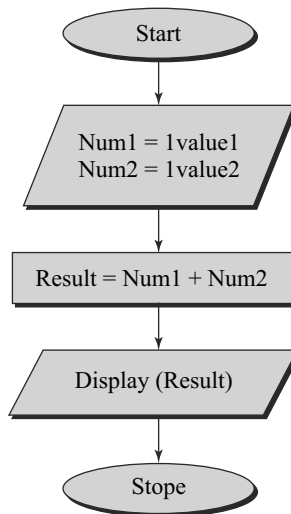 Start
Num1 = 1value1
Num2 = 1value2
Result = Num1 + Num2
Display (Result)
Stope